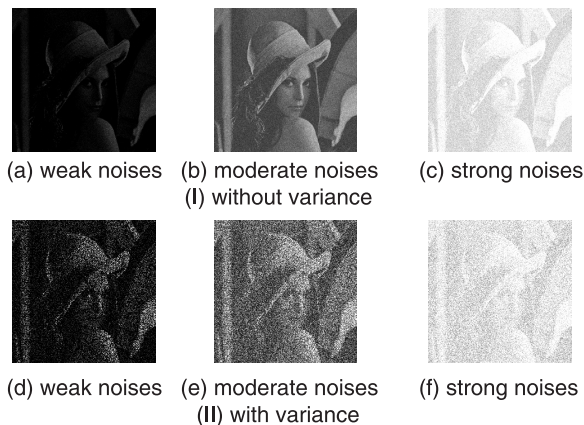 (a) weak noises (b) moderate noises (c) strong noises
(I) without variance
(d) weak noises (e) moderate noises (f) strong noises
(II) with variance